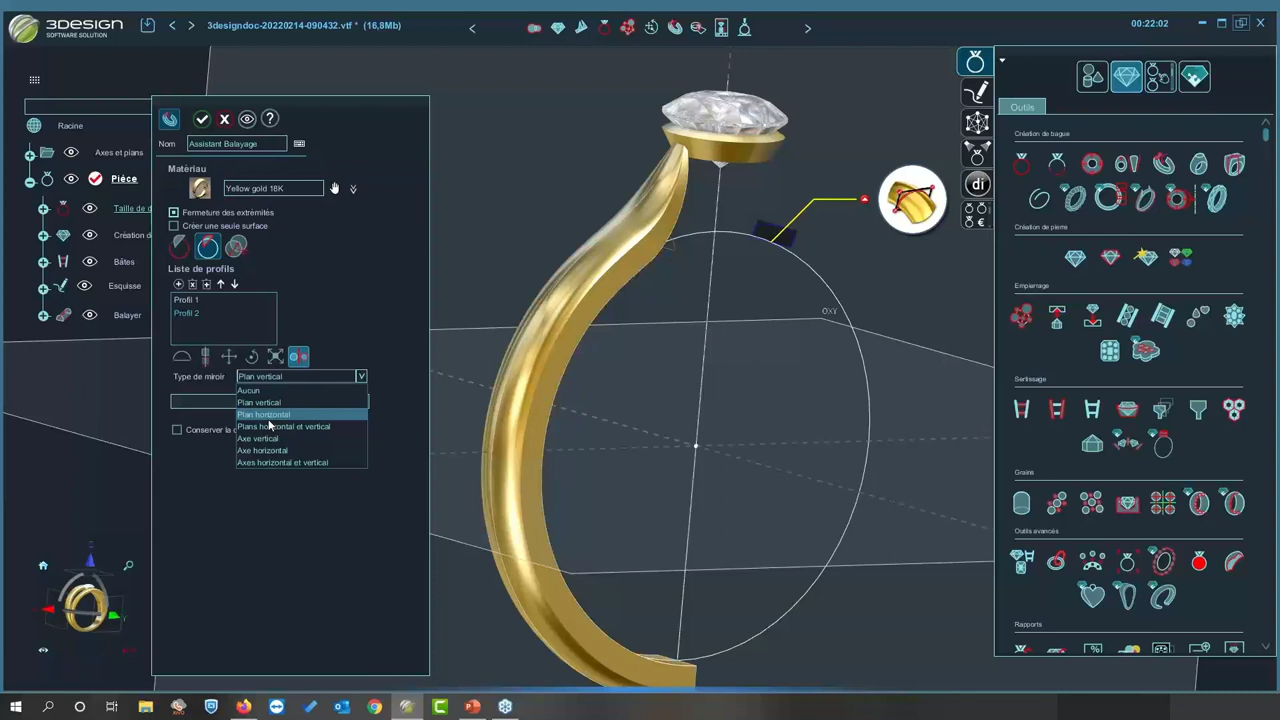 3DESIGN
SOFTWARE SOLUTION
3designdoc-20220214-090432.vtf * (16,8Mb)
00:22:02
Racine
Axes et plans
Pièce
Taille de d
Création d
Bâtes
Esquisse
Balayer
Nom
Assistant Balayage
Matériau
Yellow gold 18K
Fermeture des extrémités
Créer une seule surface
Liste de profils
Profil 1
Profil 2
Type de miroir
Plan vertical
V
Aucun
Plan vertical
Plan horizontal
Plans horizontal et vertical
Axe vertical
Axe horizontal
Axes horizontal et vertical
Conserver la
OXY
di
Outils
Création de bague
Création de pierre
Empierrage
Sertissage
Grains
Outils avancés
Rapports